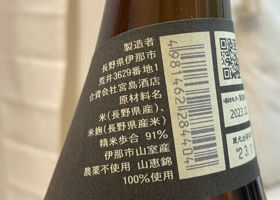 製造者
長野県伊那市
荒井3629番地1
合資会社宮島酒店
原材料名
米(長野県産)、
米麹(長野県産米)
精米歩合 91%
伊那市山室産
農薬不使用 山恵錦
100%使用
4981462284404
2023.12